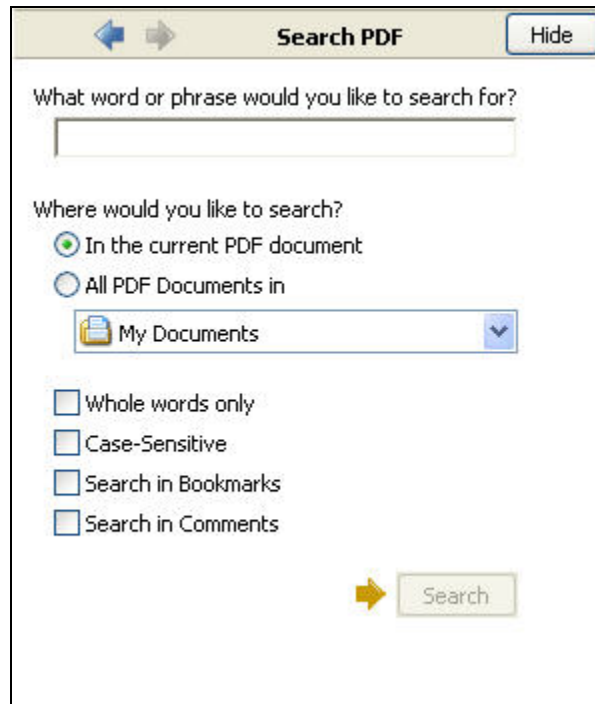 Search PDF
Hide
What word or phrase would you like to search for?
Where would you like to search?
In the current PDF document
All PDF Documents in
My Documents
Whole words only
Case-Sensitive
Search in Bookmarks
Search in Comments
Search